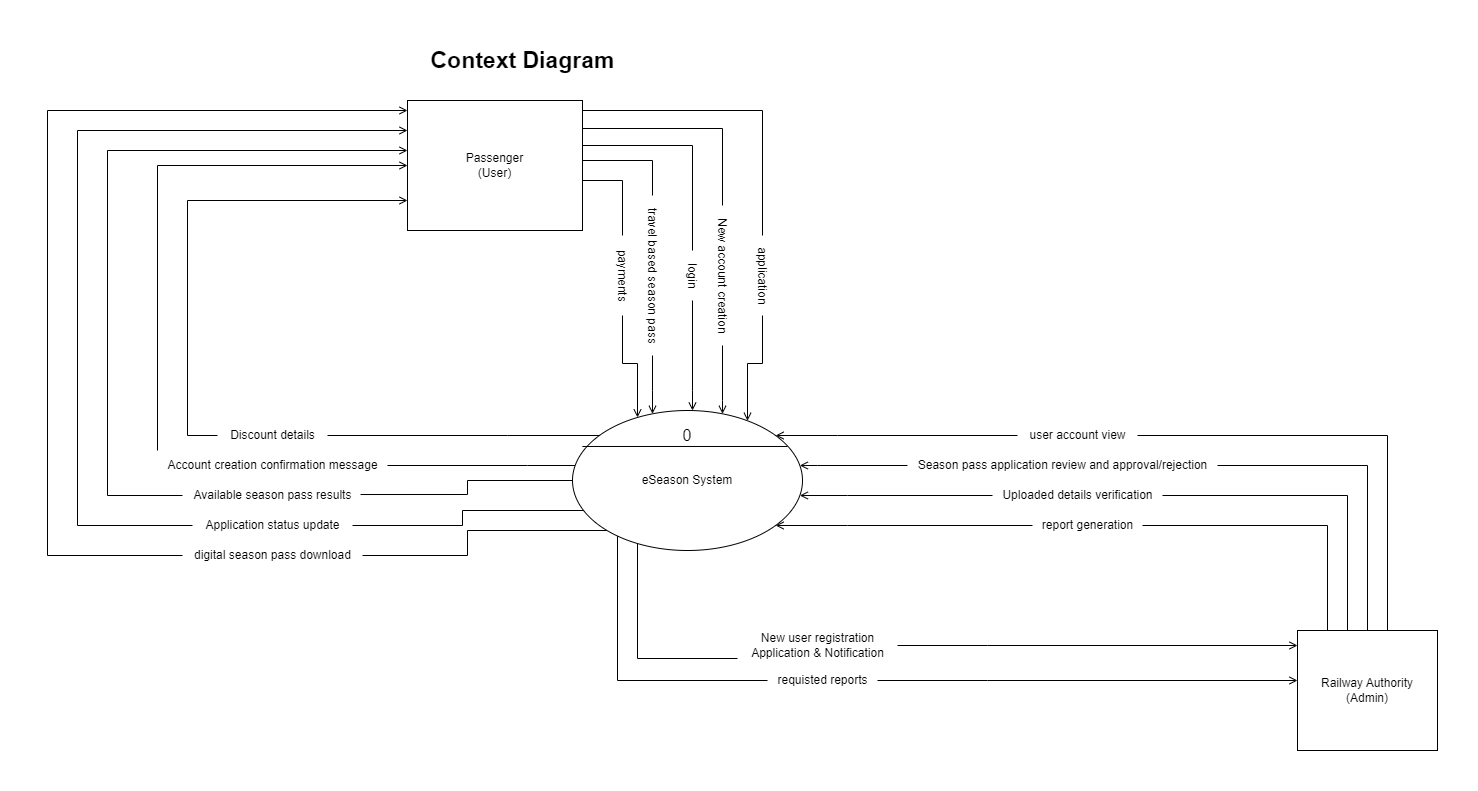 Context Diagram
Passenger
(User)
payments
travel based season pass
login
New account creation
application
0
eSeason System
Discount details
Account creation confirmation message
Available season pass results
Application status update
digital season pass download
user account view
Season pass application review and approval/rejection
Uploaded details verification
report generation
New user registration
Application & Notification
requisted reports
Railway Authority
(Admin)